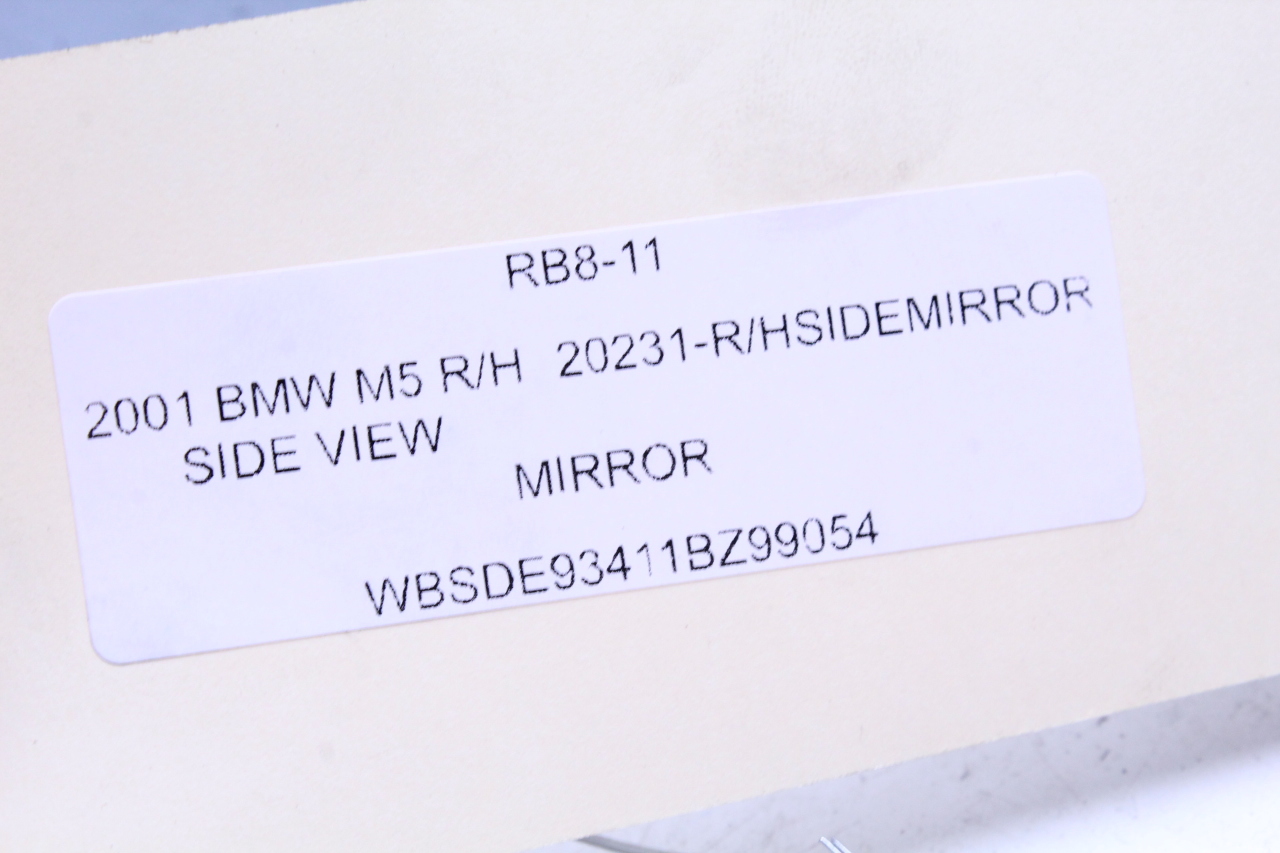 RB8-11
2001 BMW M5 R/H 20231-R/HSIDEMIRROR
SIDE VIEW
MIRROR
WBSDE93411BZ99054